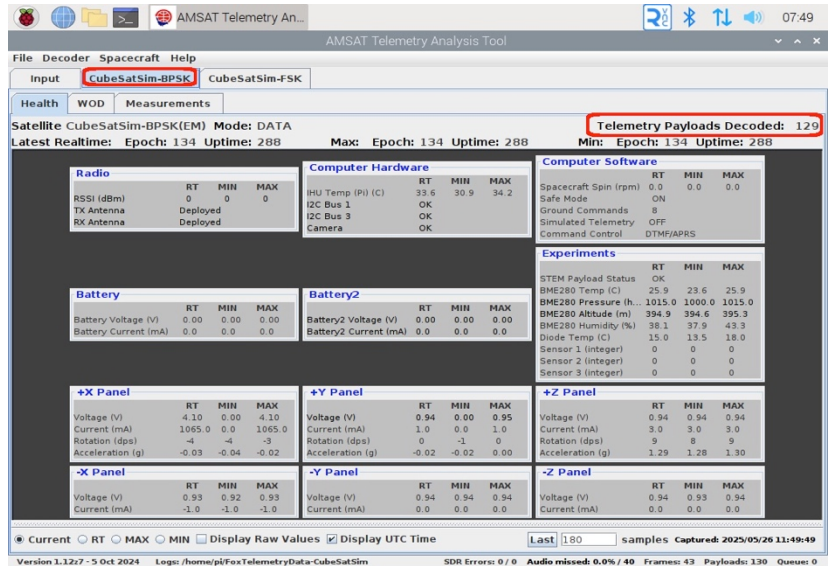 AMSAT Telemetry An...
07:49
AMSAT Telemetry Analysis Tool
File Decoder Spacecraft Help
Input CubeSatSim-BPSK CubeSatSim-FSK
Health WOD Measurements
Satellite CubeSatSim-BPSK(EM) Mode: DATA Telemetry Payloads Decoded: 129
Latest Realtime: Epoch: 134 Uptime: 288 Max: Epoch: 134 Uptime: 288 Min: Epoch: 134 Uptime: 288
Radio
RT MIN MAX
RSSI (dBm) 0 0 0
TX Antenna Deployed
RX Antenna Deployed
Computer Hardware
RT MIN MAX
IHU Temp (Pi) (C) 33.6 30.9 34.2
I2C Bus 1 OK
I2C Bus 3 OK
Camera OK
Computer Software
RT MIN MAX
Spacecraft Spin (rpm) 0.0 0.0 0.0
Safe Mode ON
Ground Commands 8
Simulated Telemetry OFF
Command Control DTMF/APRS
Battery
RT MIN MAX
Battery Voltage (V) 0.00 0.00 0.00
Battery Current (mA) 0.0 0.0 0.0
Battery2
RT MIN MAX
Battery2 Voltage (V) 0.00 0.00 0.00
Battery2 Current (mA) 0.0 0.0 0.0
Experiments
RT MIN MAX
STEM Payload Status OK
BME280 Temp (C) 25.9 23.6 25.9
BME280 Pressure (h... 1015.0 1000.0 1015.0
BME280 Altitude (m) 394.9 394.6 395.3
BME280 Humidity (%) 38.1 37.9 43.3
Diode Temp (C) 15.0 13.5 18.0
Sensor 1 (integer) 0 0 0
Sensor 2 (integer) 0 0 0
Sensor 3 (integer) 0 0 0
+X Panel
RT MIN MAX
Voltage (V) 4.10 0.00 4.10
Current (mA) 1065.0 0.0 1065.0
Rotation (dps) -4 -4 -3
Acceleration (g) -0.03 -0.04 -0.02
+Y Panel
RT MIN MAX
Voltage (V) 0.94 0.00 0.95
Current (mA) 1.0 0.0 1.0
Rotation (dps) 0 -1 0
Acceleration (g) -0.02 -0.02 0.00
+Z Panel
RT MIN MAX
Voltage (V) 0.94 0.94 0.94
Current (mA) 3.0 3.0 3.0
Rotation (dps) 9 8 9
Acceleration (g) 1.29 1.28 1.30
-X Panel
RT MIN MAX
Voltage (V) 0.93 0.92 0.93
Current (mA) -1.0 -1.0 -1.0
-Y Panel
RT MIN MAX
Voltage (V) 0.94 0.94 0.94
Current (mA) 0.0 0.0 0.0
-Z Panel
RT MIN MAX
Voltage (V) 0.94 0.93 0.94
Current (mA) 0.0 0.0 0.0
Current RT MAX MIN Display Raw Values Display UTC Time Last 180 samples Captured: 2025/05/26 11:49:49
Version 1.12z7 - 5 Oct 2024 Logs: /home/pi/FoxTelemetryData-CubeSatSim SDR Errors: 0 / 0 Audio missed: 0.0% / 40 Frames: 43 Payloads: 130 Queue: 0